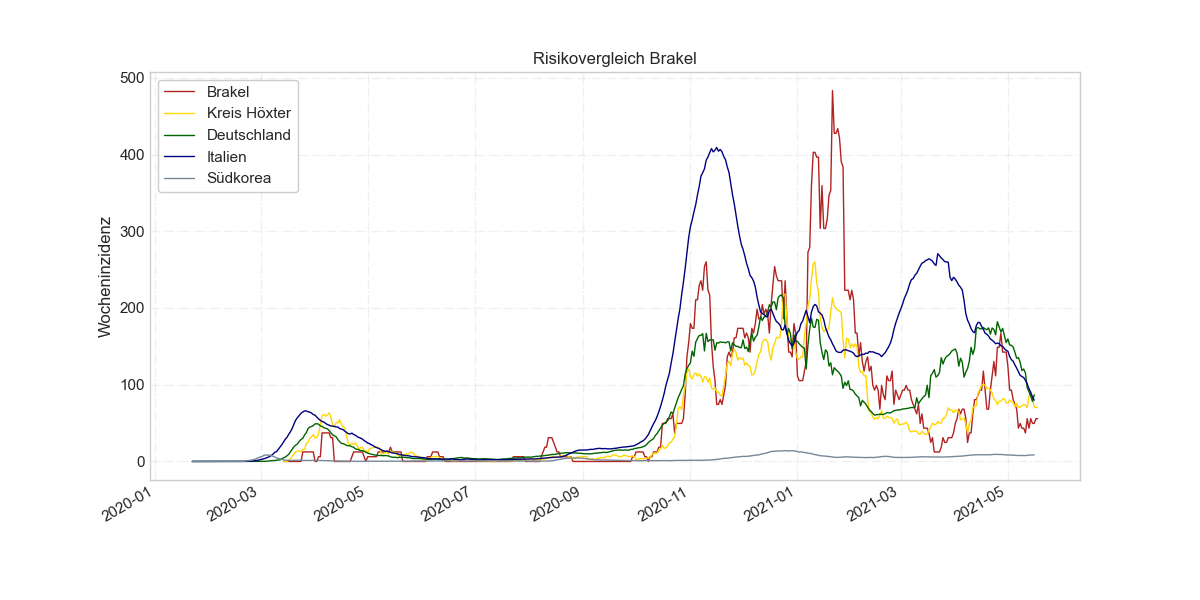 Risikovergleich Brakel
Wocheninzidenz
500
400
300
200
100
0
Brakel
Kreis Höxter
Deutschland
Italien
Südkorea
2020-01
2020-03
2020-05
2020-07
2020-09
2020-11
2021-01
2021-03
2021-05